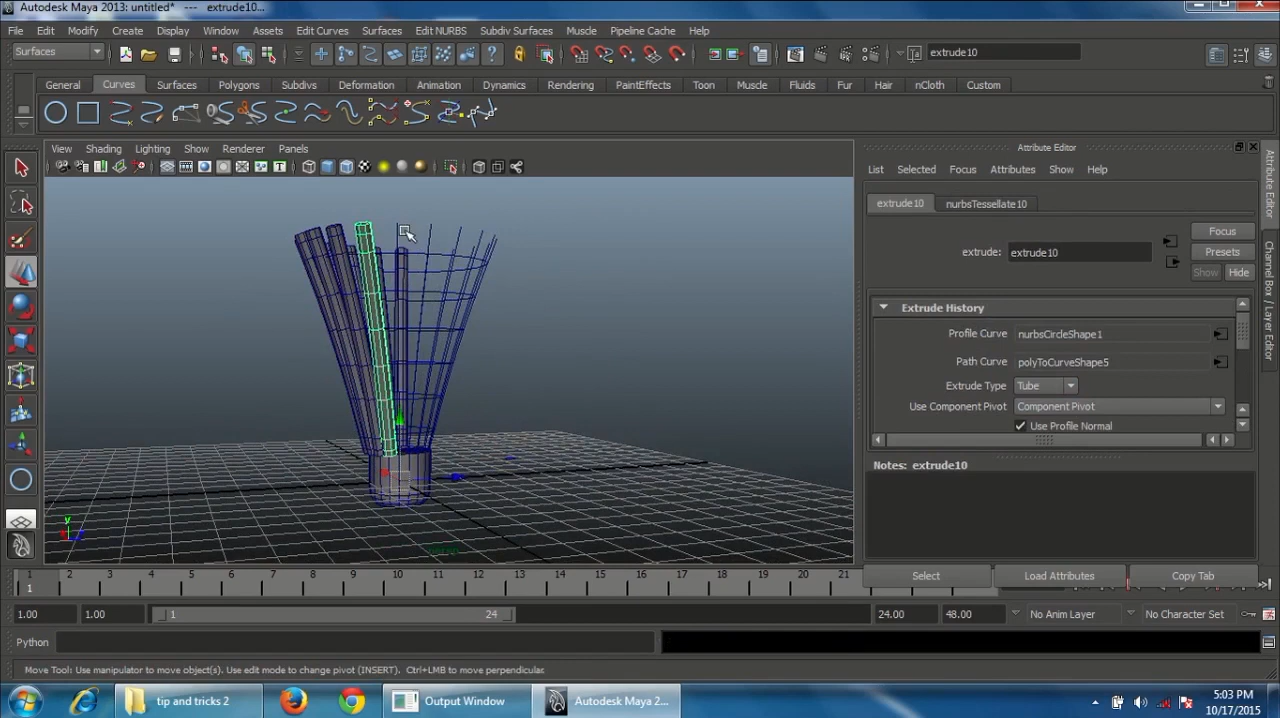 Autodesk Maya 2013: untitled* --- extrude10...
File Edit Modify Create Display Window Assets Edit Curves Surfaces Edit NURBS Subdiv Surfaces Muscle Pipeline Cache Help
Surfaces
extrude10
General Curves Surfaces Polygons Subdivs Deformation Animation Dynamics Rendering PaintEffects Toon Muscle Fluids Fur Hair nCloth Custom
View Shading Lighting Show Renderer Panels
Attribute Editor
List Selected Focus Attributes Show Help
extrude10 nurbsTessellate10
Focus
extrude: extrude10
Presets
Show Hide
Extrude History
Profile Curve nurbsCircleShape1
Path Curve polyToCurveShape5
Extrude Type Tube
Use Component Pivot Component Pivot
Use Profile Normal
Notes: extrude10
Select Load Attributes Copy Tab
Attribute Editor
Channel Box / Layer Editor
y
1 2 3 4 5 6 7 8 9 10 11 12 13 14 15 16 17 18 19 20 21
1
1.00 1.00 1 24 24.00 48.00 No Anim Layer No Character Set
Python
Move Tool: Use manipulator to move object(s). Use edit mode to change pivot (INSERT). Ctrl+LMB to move perpendicular.
tip and tricks 2 Output Window Autodesk Maya 2...
5:03 PM
10/17/2015